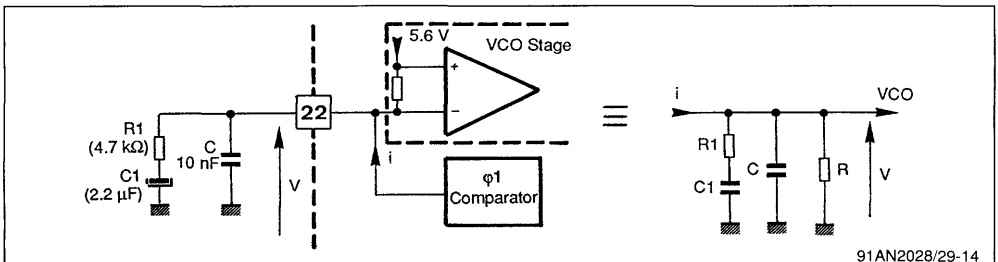 5.6 V
VCO Stage
+
−
22
R1
(4.7 kΩ)
C1
(2.2 μF)
C
10 nF
V
i
φ1
Comparator
≡
i
VCO
R1
C1
C
R
V
91AN2028/29-14